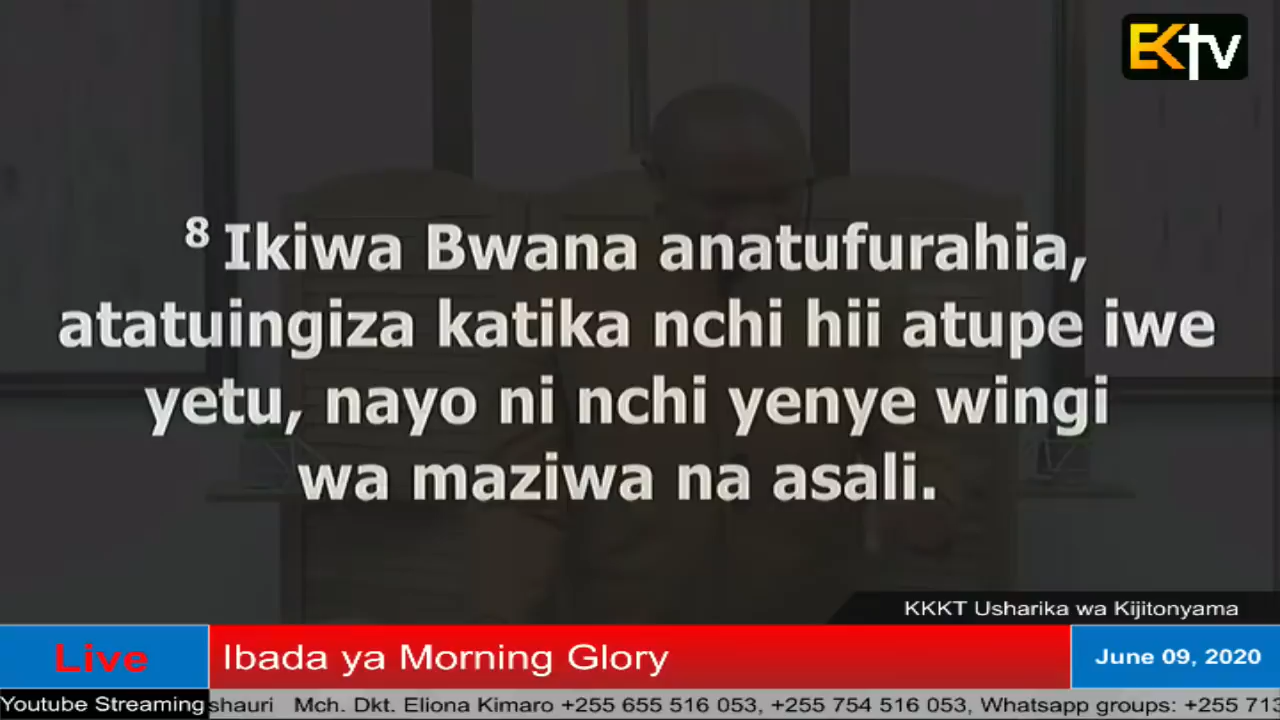 EKtv
8 Ikiwa Bwana anatufurahia,
atatuingiza katika nchi hii atupe iwe
yetu, nayo ni nchi yenye wingi
wa maziwa na asali.
KKKT Usharika wa Kijitonyama
Live
Ibada ya Morning Glory
June 09, 2020
Youtube Streaming
shauri Mch. Dkt. Eliona Kimaro +255 655 516 053, +255 754 516 053, Whatsapp groups: +255 713